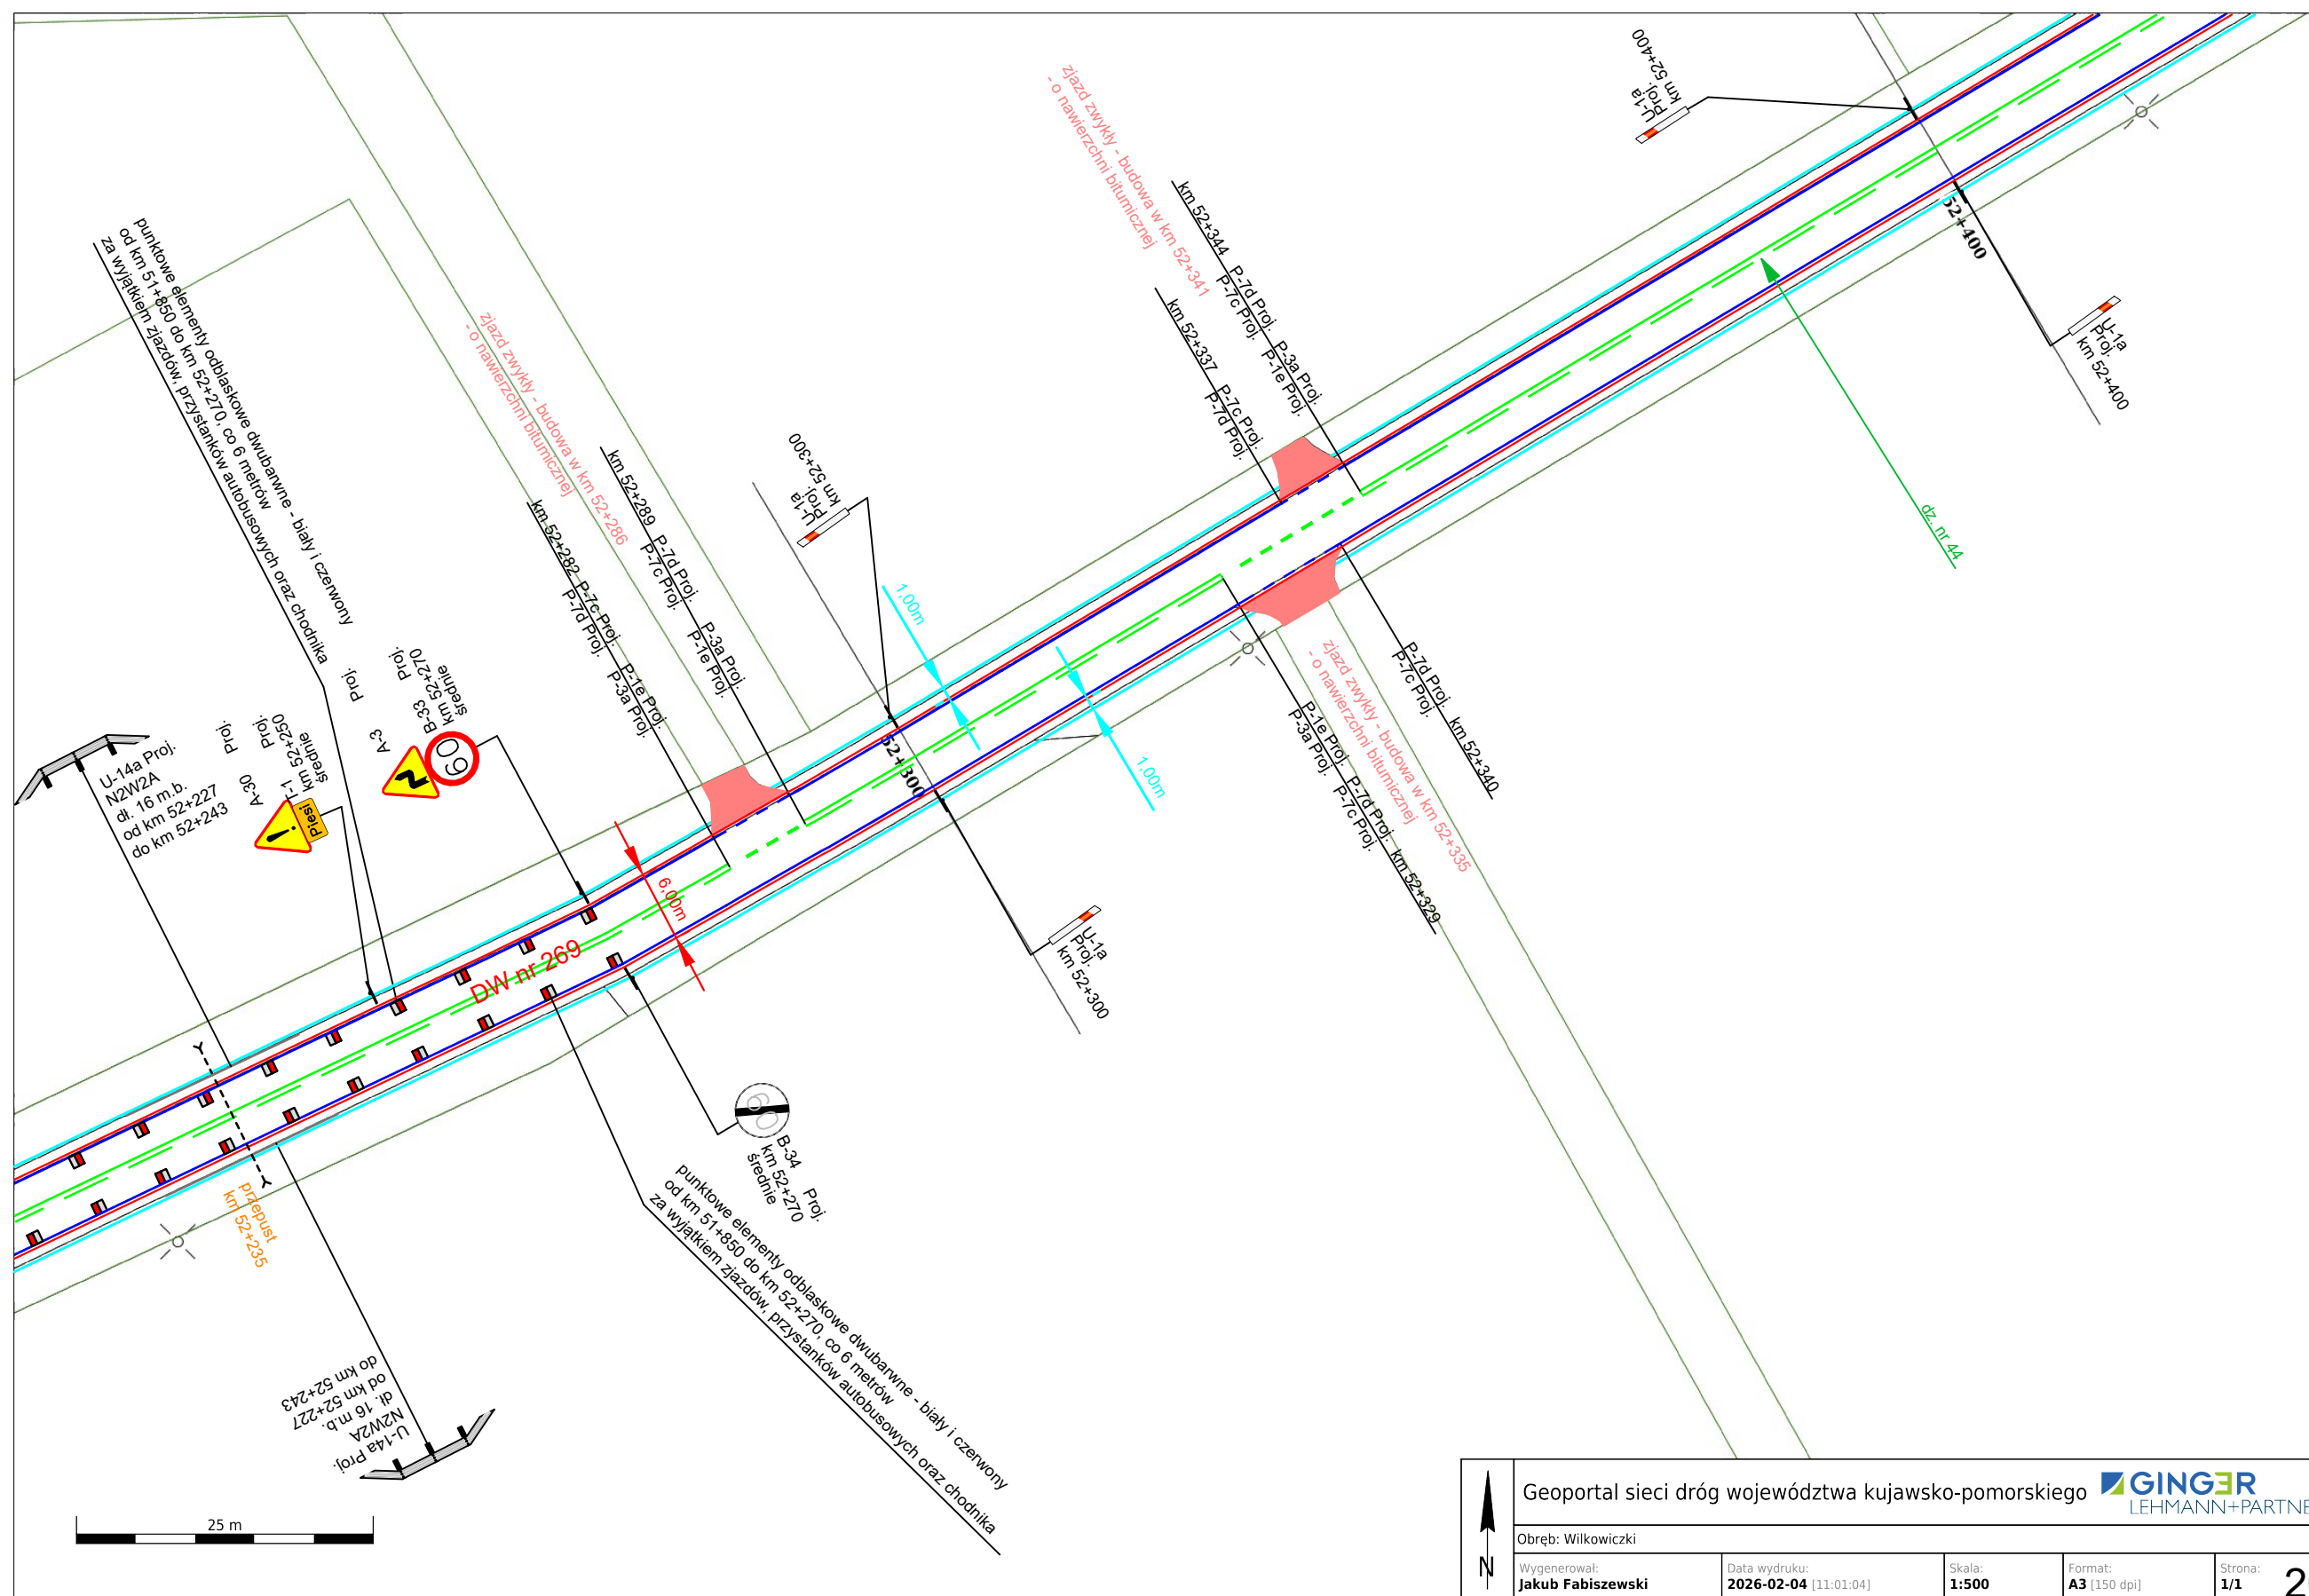 km 52+400
Proj.
U-1a
52+400
U-1a
Proj.
km 52+400
dz. nr 44
zjazd zwykły - budowa w km 52+341
- o nawierzchni bitumicznej
km 52+344 P-7d Proj. P-3a Proj.
P-7c Proj. P-1e Proj.
km 52+337 P-7c Proj.
P-7d Proj.
punktowe elementy odblaskowe dwubarwne - biały i czerwony
od km 51+850 do km 52+270, co 6 metrów
za wyjątkiem zjazdów, przystanków autobusowych oraz chodnika
zjazd zwykły - budowa w km 52+286
- o nawierzchni bitumicznej
km 52+289 P-7d Proj. P-3a Proj.
P-7c Proj. P-1e Proj.
km 52+282 P-7c Proj. P-1e Proj.
P-7d Proj. P-3a Proj.
km 52+300
Proj.
U-1a
52+300
1,00m
1,00m
U-1a
Proj.
km 52+300
P-7d Proj. km 52+340
P-7c Proj.
zjazd zwykły - budowa w km 52+335
- o nawierzchni bitumicznej
P-1e Proj. P-7d Proj. km 52+329
P-3a Proj. P-7c Proj.
A-3 Proj.
B-33 Proj.
km 52+270
średnie
60
A-30 Proj.
T-1 Proj.
km 52+250
średnie
Piesi
U-14a Proj.
N2W2A
dł. 16 m.b.
od km 52+227
do km 52+243
6,00m
DW nr 269
60
B-34 Proj.
km 52+270
średnie
przepust
km 52+235
punktowe elementy odblaskowe dwubarwne - biały i czerwony
od km 51+850 do km 52+270, co 6 metrów
za wyjątkiem zjazdów, przystanków autobusowych oraz chodnika
U-14a Proj.
N2W2A
dł. 16 m.b.
od km 52+227
do km 52+243
25 m
N
Geoportal sieci dróg województwa kujawsko-pomorskiego
GINGER
LEHMANN+PARTNE
Obręb: Wilkowiczki
Wygenerował:
Jakub Fabiszewski
Data wydruku:
2026-02-04 [11:01:04]
Skala:
1:500
Format:
A3 [150 dpi]
Strona:
1/1
2